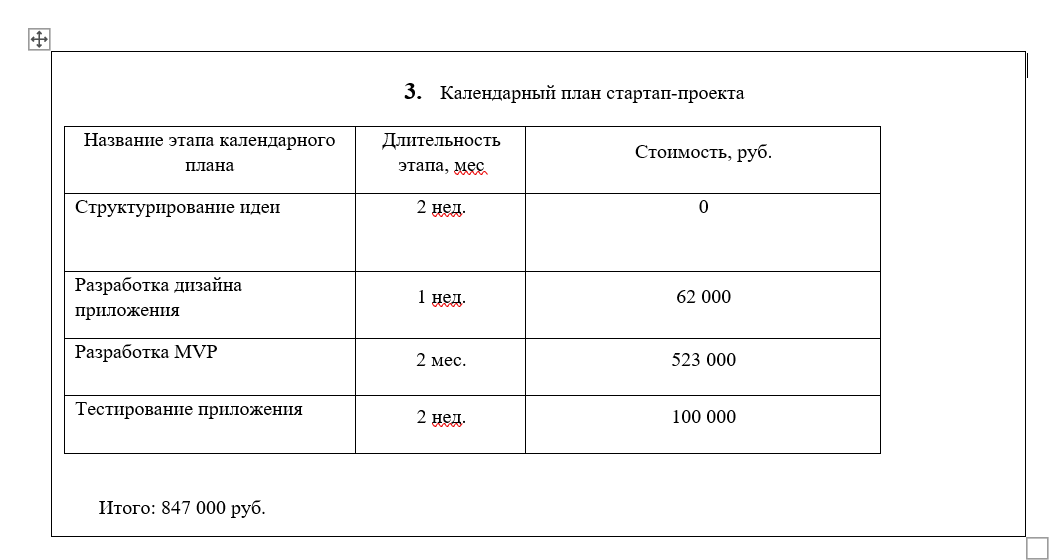 3. Календарный план стартап-проекта
Название этапа календарного
плана
Длительность
этапа, мес
Стоимость, руб.
Структурирование идеи
2 нед.
0
Разработка дизайна
приложения
1 нед.
62 000
Разработка MVP
2 мес.
523 000
Тестирование приложения
2 нед.
100 000
Итого: 847 000 руб.